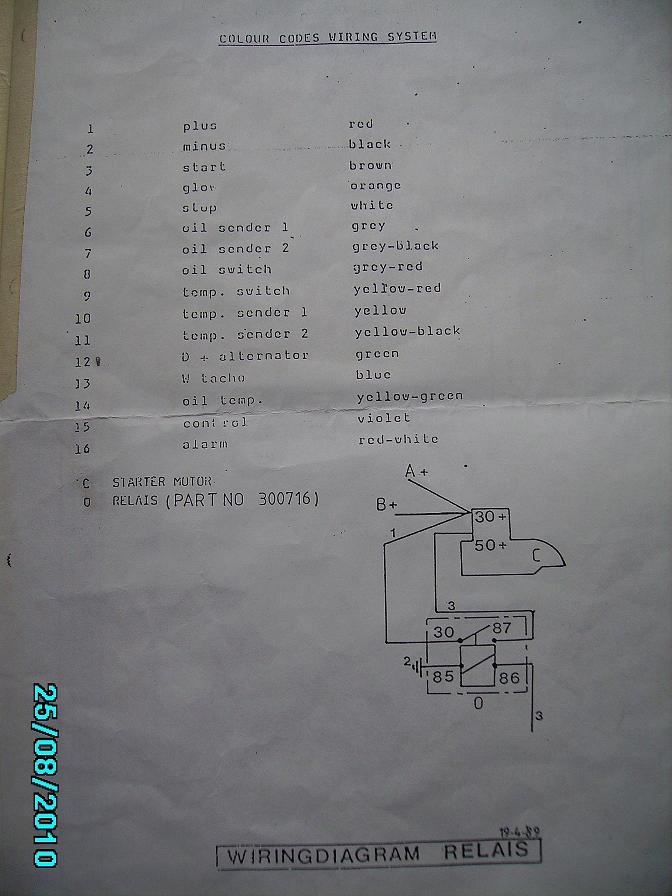 COLOUR CODES WIRING SYSTEM
1 plus red
2 minus black
3 start brown
4 glow orange
5 stop white
6 oil sender 1 grey
7 oil sender 2 grey-black
8 oil switch grey-red
9 temp. switch yellow-red
10 temp. sender 1 yellow
11 temp. sender 2 yellow-black
12 D + alternator green
13 W tacho blue
14 oil temp. yellow-green
15 control violet
16 alarm red-white
C STARTER MOTOR
O RELAIS (PART NO 300716)
A+
B+
1
30+
50+
C
3
30
87
2
85
86
O
3
25/08/2010
19-4-89
WIRINGDIAGRAM RELAIS